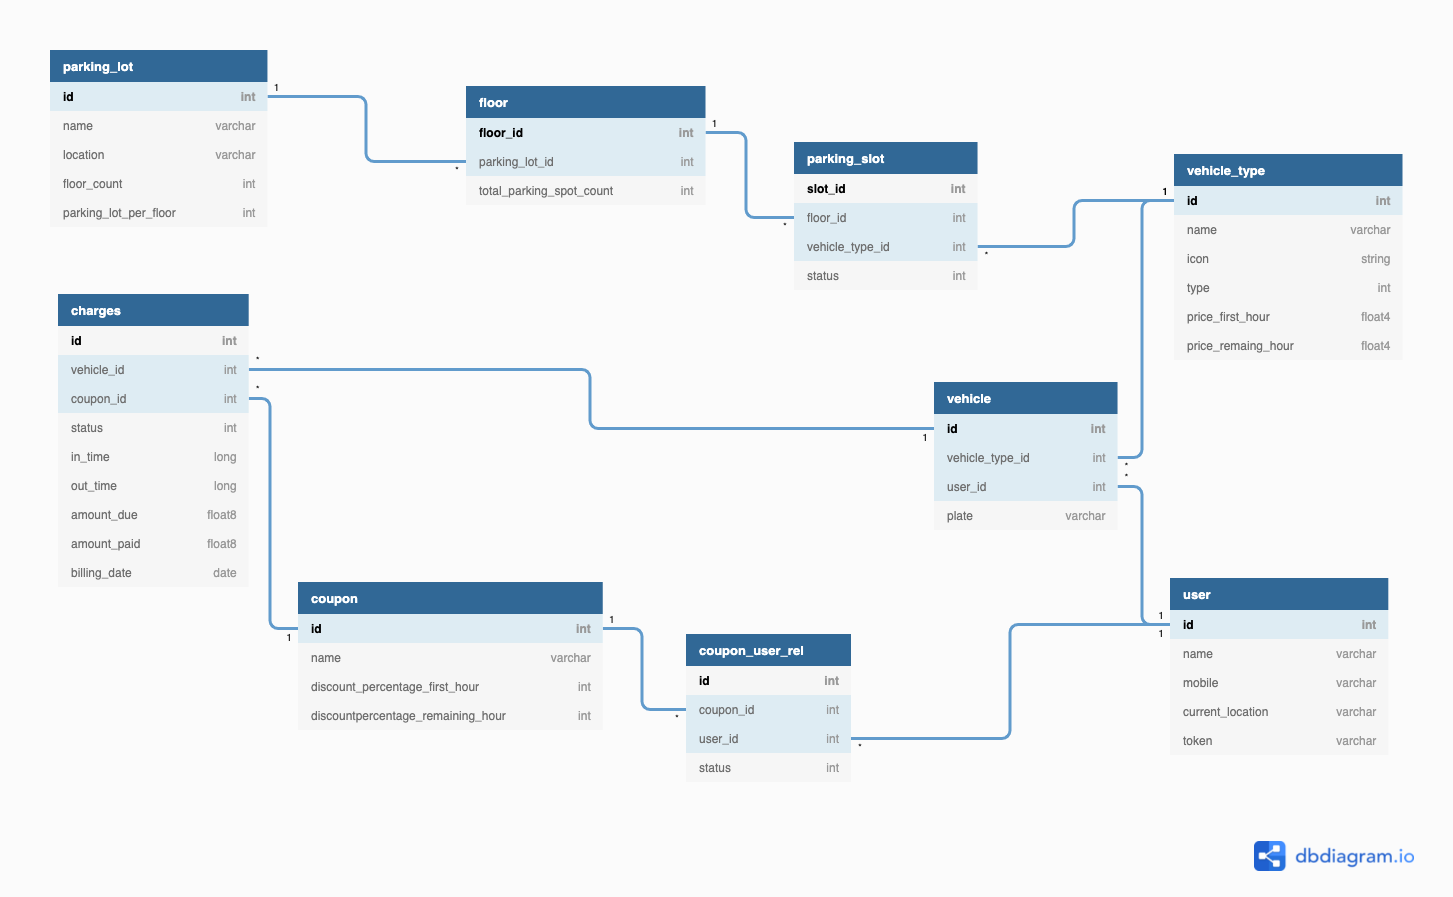 parking_lot
id int
name varchar
location varchar
floor_count int
parking_lot_per_floor int
1
*
floor
floor_id int
parking_lot_id int
total_parking_spot_count int
1
*
parking_slot
slot_id int
floor_id int
vehicle_type_id int
status int
*
1
vehicle_type
id int
name varchar
icon string
type int
price_first_hour float4
price_remaing_hour float4
charges
id int
vehicle_id int
coupon_id int
status int
in_time long
out_time long
amount_due float8
amount_paid float8
billing_date date
*
*
1
vehicle
id int
vehicle_type_id int
user_id int
plate varchar
*
*
1
coupon
id int
name varchar
discount_percentage_first_hour int
discountpercentage_remaining_hour int
1
*
coupon_user_rel
id int
coupon_id int
user_id int
status int
*
1
1
user
id int
name varchar
mobile varchar
current_location varchar
token varchar
dbdiagram.io